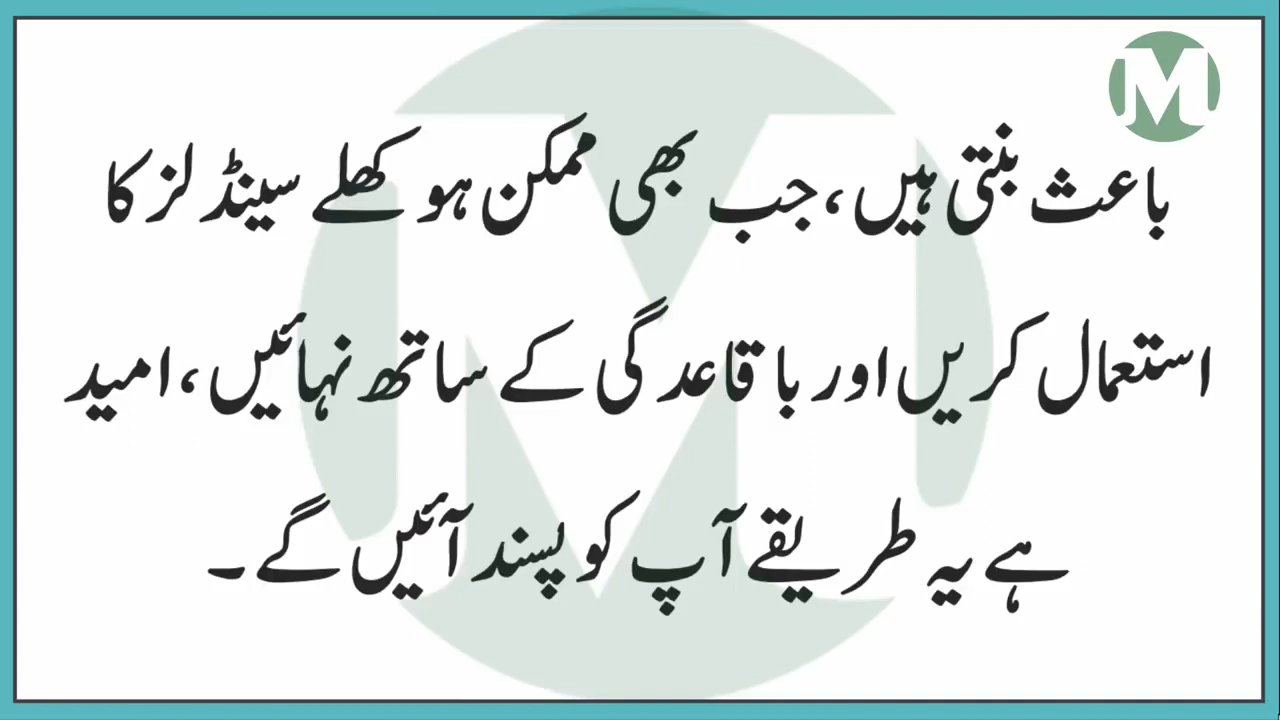 M
باعث بنتی ہیں، جب بھی ممکن ہو کھلے سینڈلز کا
استعمال کریں اور باقاعدگی کے ساتھ نہائیں، امید
ہے یہ طریقے آپ کو پسند آئیں گے۔